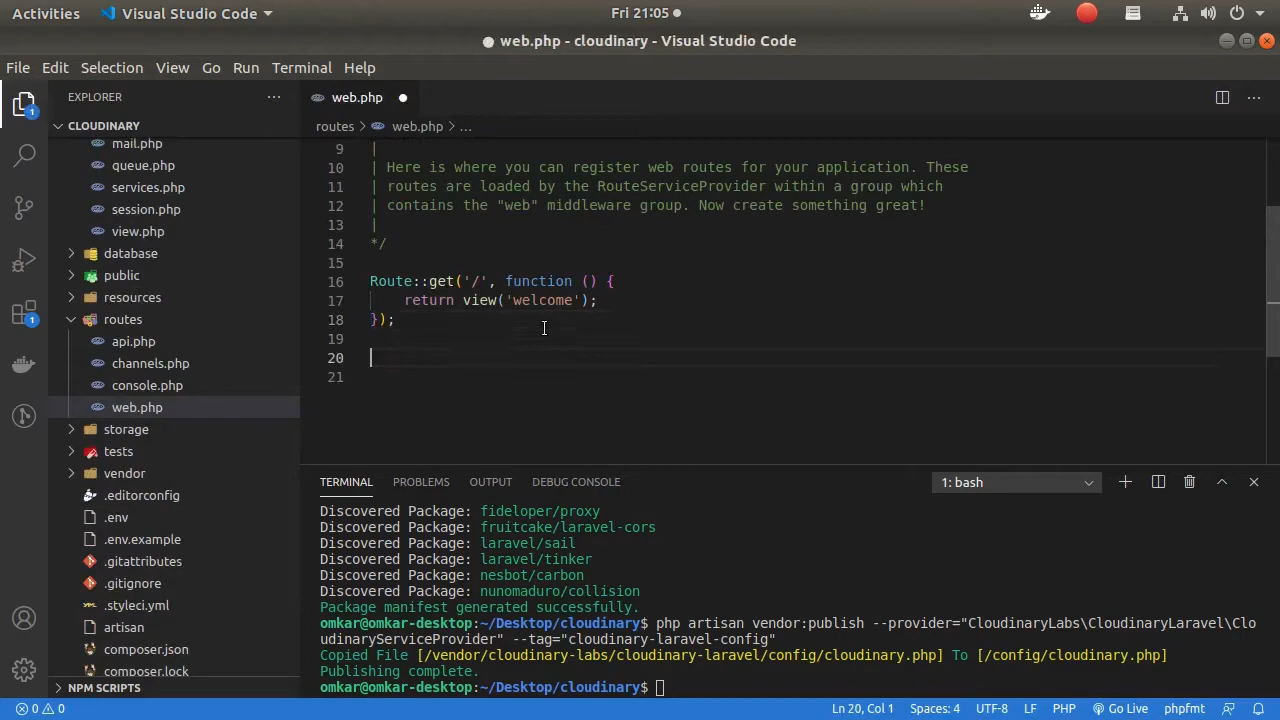 Activities
Visual Studio Code
Fri 21:05
web.php - cloudinary - Visual Studio Code
File Edit Selection View Go Run Terminal Help
EXPLORER
web.php
routes > web.php > ...
CLOUDINARY
mail.php
queue.php
services.php
session.php
view.php
database
public
resources
routes
api.php
channels.php
console.php
web.php
storage
tests
vendor
.editorconfig
.env
.env.example
.gitattributes
.gitignore
.styleci.yml
artisan
composer.json
composer.lock
NPM SCRIPTS
1
1
9 |
10 | Here is where you can register web routes for your application. These
11 | routes are loaded by the RouteServiceProvider within a group which
12 | contains the "web" middleware group. Now create something great!
13 |
14 */
15
16 Route::get('/', function () {
17 return view('welcome');
18 });
19
20
21
TERMINAL PROBLEMS OUTPUT DEBUG CONSOLE
1: bash
Discovered Package: fideloper/proxy
Discovered Package: fruitcake/laravel-cors
Discovered Package: laravel/sail
Discovered Package: laravel/tinker
Discovered Package: nesbot/carbon
Discovered Package: nunomaduro/collision
Package manifest generated successfully.
omkar@omkar-desktop:~/Desktop/cloudinary$ php artisan vendor:publish --provider="CloudinaryLabs\CloudinaryLaravel\Clo
udinaryServiceProvider" --tag="cloudinary-laravel-config"
Copied File [/vendor/cloudinary-labs/cloudinary-laravel/config/cloudinary.php] To [/config/cloudinary.php]
Publishing complete.
omkar@omkar-desktop:~/Desktop/cloudinary$
0 0
Ln 20, Col 1
Spaces: 4
UTF-8
LF
PHP
Go Live
phpfmt